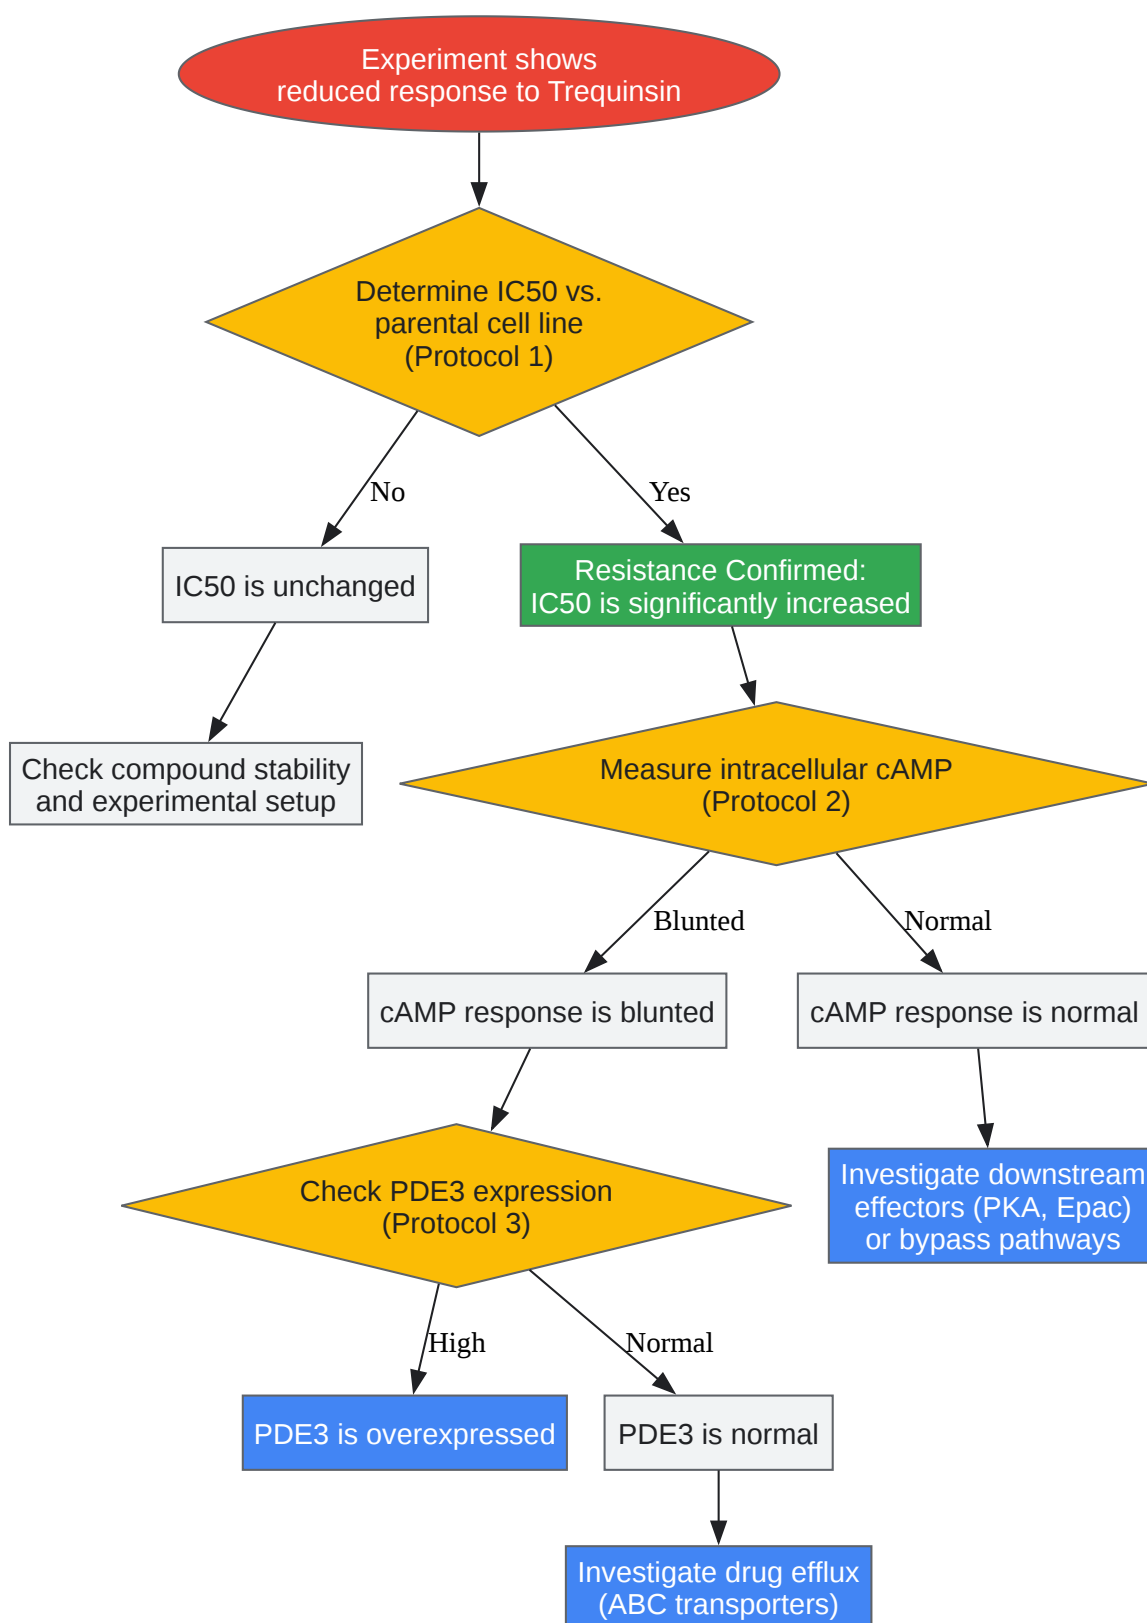 Experiment shows
reduced response to Trequinsin
Determine IC50 vs.
parental cell line
(Protocol 1)
No
Yes
IC50 is unchanged
Resistance Confirmed:
IC50 is significantly increased
Check compound stability
and experimental setup
Measure intracellular cAMP
(Protocol 2)
Blunted
Normal
cAMP response is blunted
cAMP response is normal
Check PDE3 expression
(Protocol 3)
Investigate downstream
effectors (PKA, Epac)
or bypass pathways
High
Normal
PDE3 is overexpressed
PDE3 is normal
Investigate drug efflux
(ABC transporters)